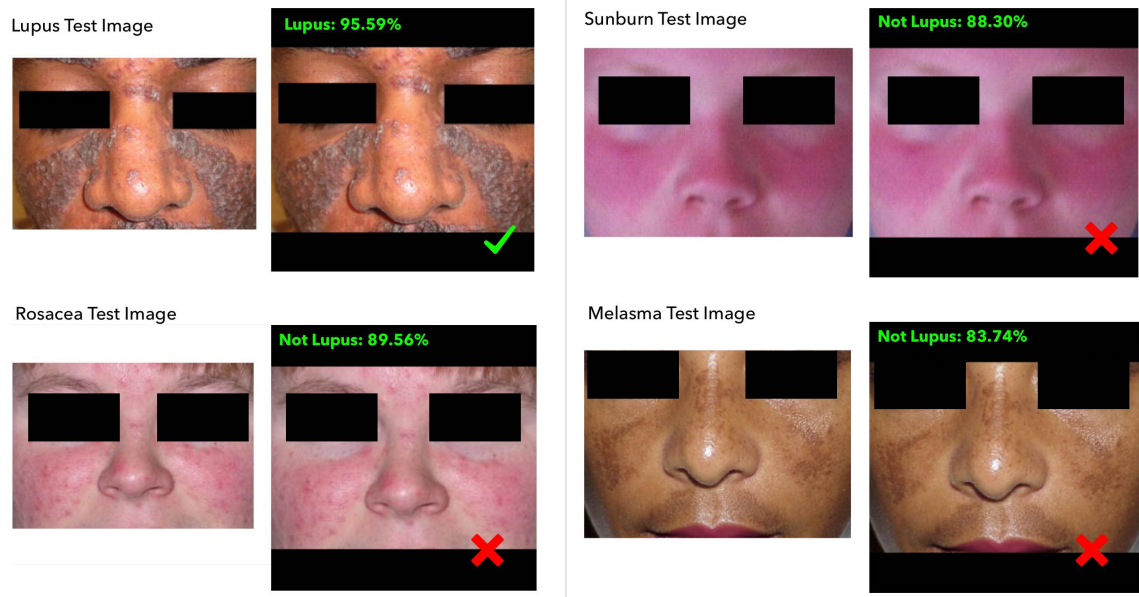 Lupus Test Image
Lupus: 95.59%
Sunburn Test Image
Not Lupus: 88.30%
Rosacea Test Image
Not Lupus: 89.56%
Melasma Test Image
Not Lupus: 83.74%